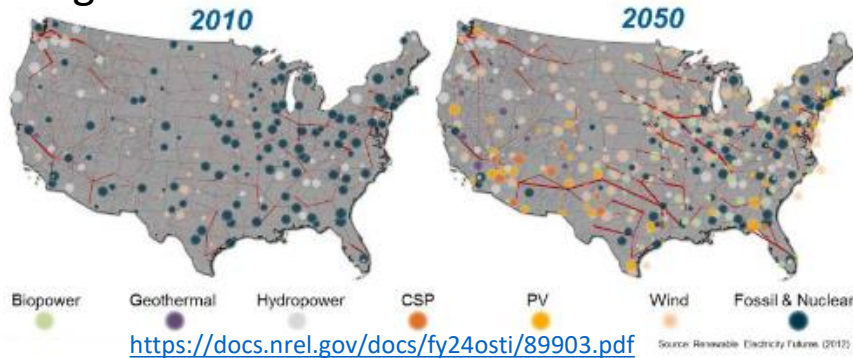 2010 2050
Biopower Geothermal Hydropower CSP PV Wind Fossil & Nuclear
https://docs.nrel.gov/docs/fy24osti/89903.pdf Source: Renewable Electricity Futures (2012)